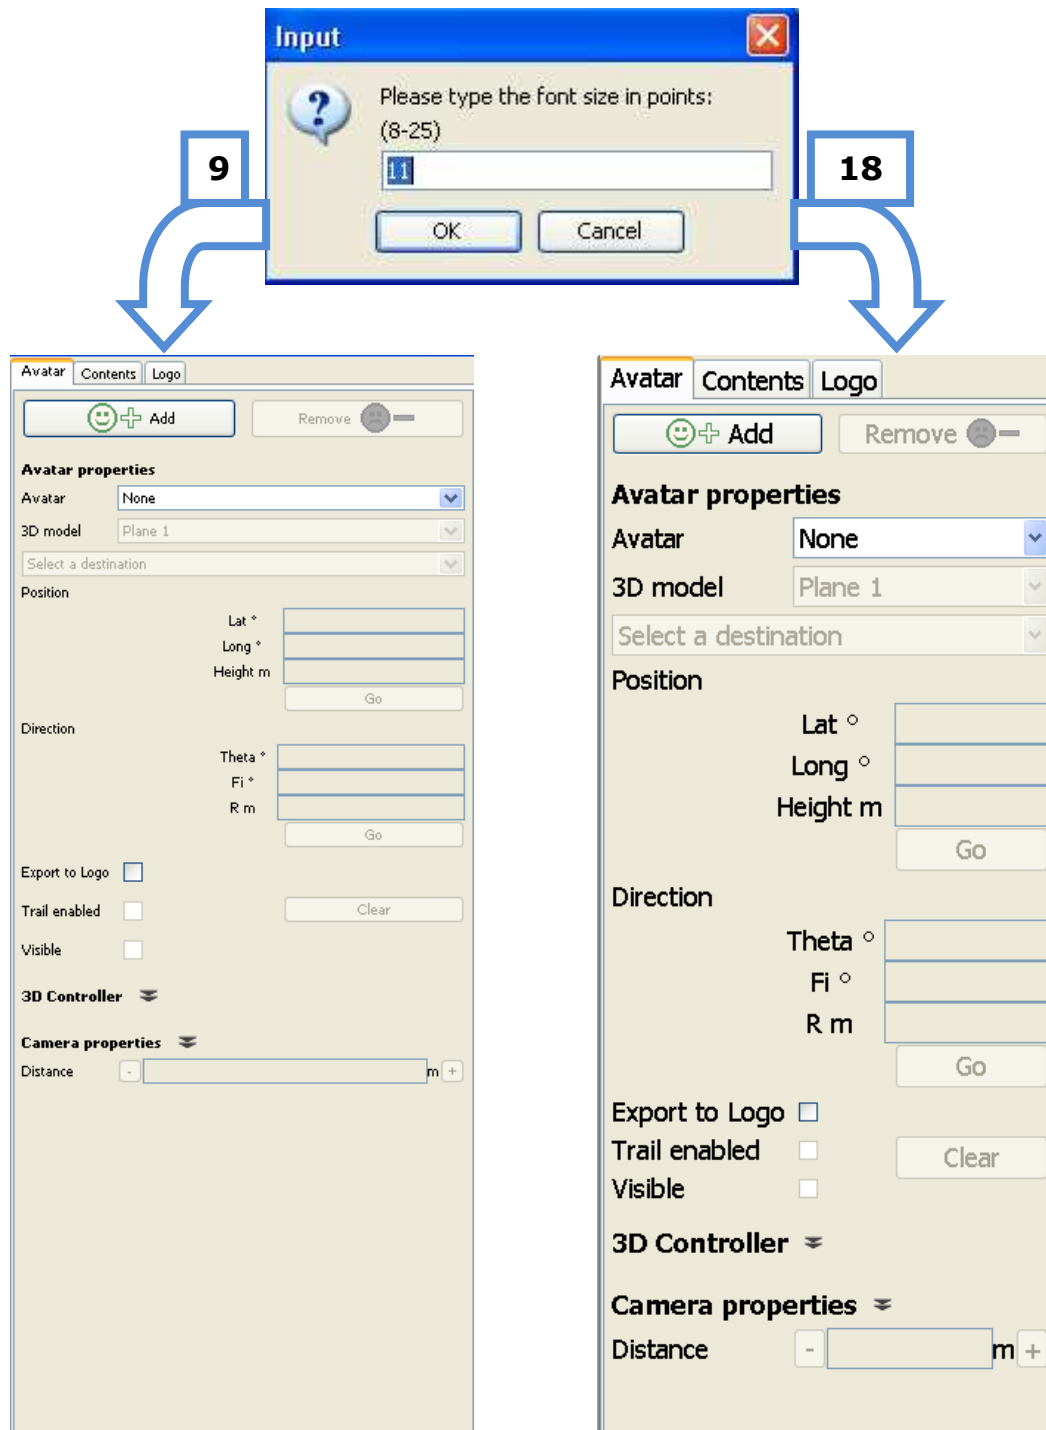 Input
Please type the font size in points:
(8-25)
11
OK Cancel
9
18
Avatar Contents Logo
Add Remove
Avatar properties
Avatar None
3D model Plane 1
Select a destination
Position
Lat °
Long °
Height m
Go
Direction
Theta °
Fi °
R m
Go
Export to Logo
Trail enabled Clear
Visible
3D Controller
Camera properties
Distance - m +
Avatar Contents Logo
Add Remove
Avatar properties
Avatar None
3D model Plane 1
Select a destination
Position
Lat °
Long °
Height m
Go
Direction
Theta °
Fi °
R m
Go
Export to Logo
Trail enabled Clear
Visible
3D Controller
Camera properties
Distance - m +